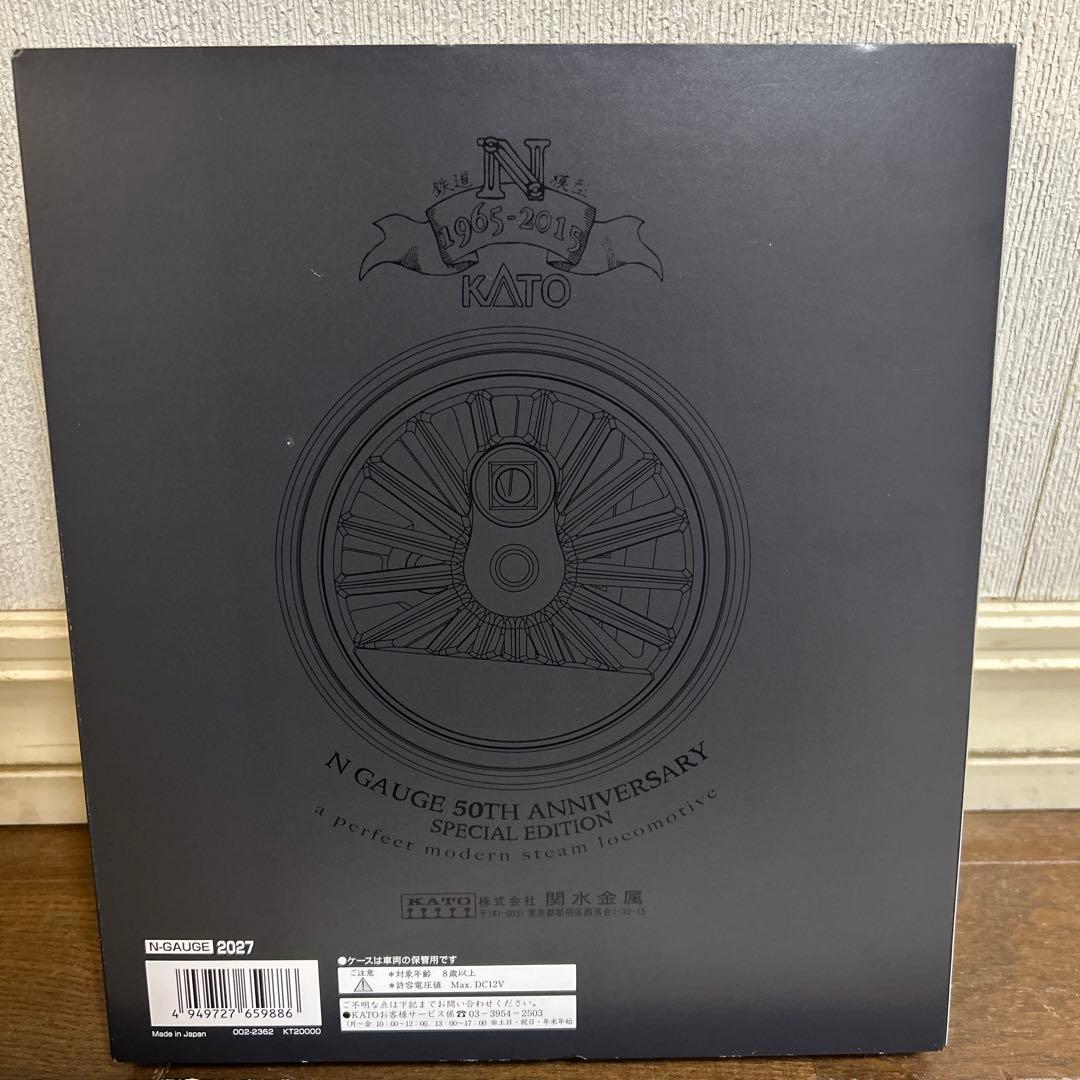 鉄道 N 模型
1965-2015
KATO
N GAUGE 50TH ANNIVERSARY
SPECIAL EDITION
a perfect modern steam locomotive
KATO 株式会社 関水金属
〒161-0031 東京都新宿区西落合1-30-15
N-GAUGE 2027
4 949727 659886
Made in Japan 002-2362 KT20000
●ケースは車両の保管用です
ご注意 *対象年齢 8歳以上
*許容電圧値 Max. DC12V
ご不明な点は下記までお問い合わせください。
●KATOお客様サービス係☎03-3954-2503
(月〜金 10:00〜12:00、13:00〜17:00 ※土日・祝日・年末年始